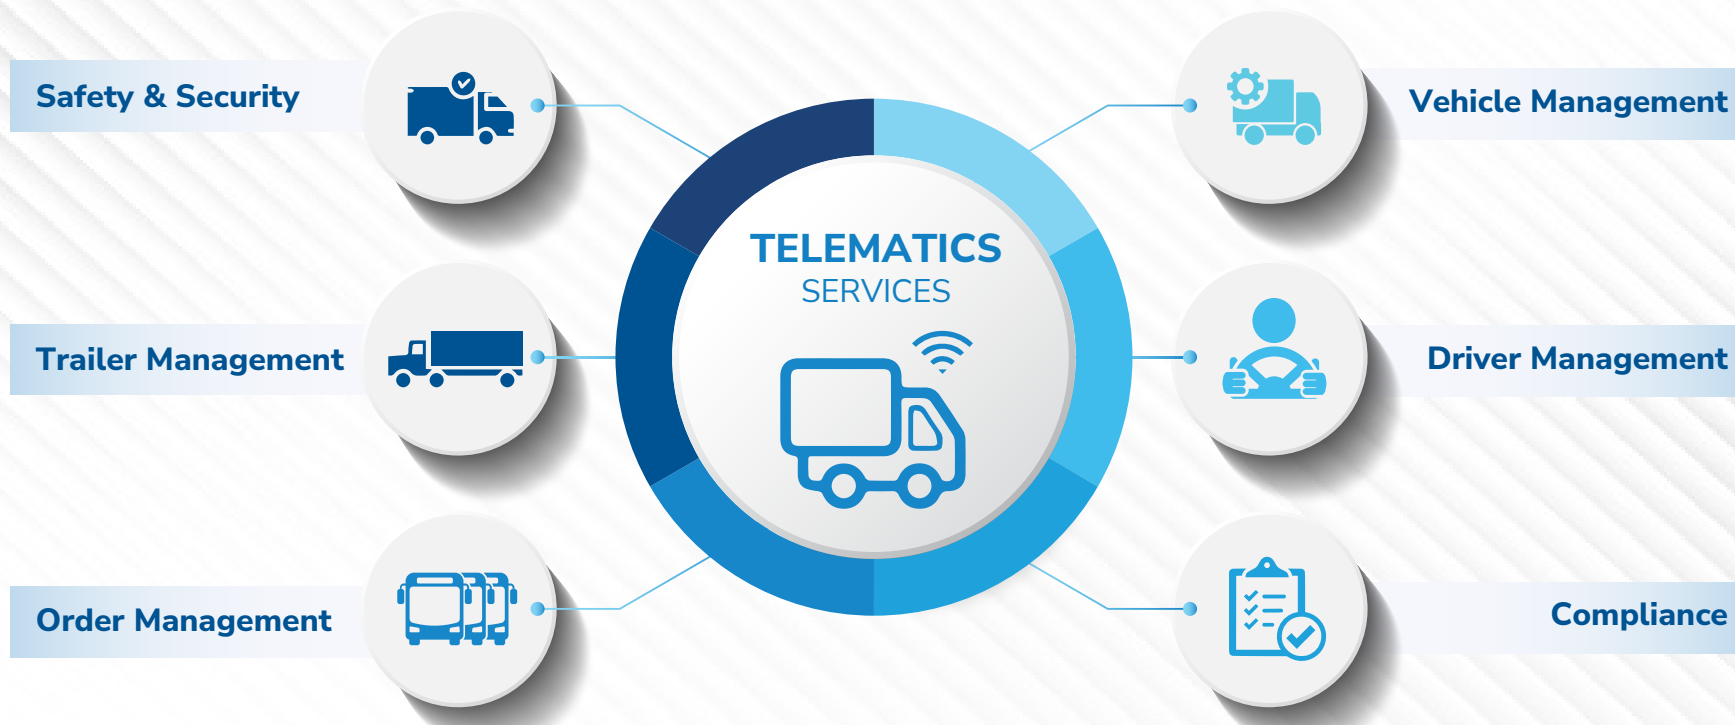 Safety & Security
Vehicle Management
TELEMATICS
SERVICES
Trailer Management
Driver Management
Order Management
Compliance